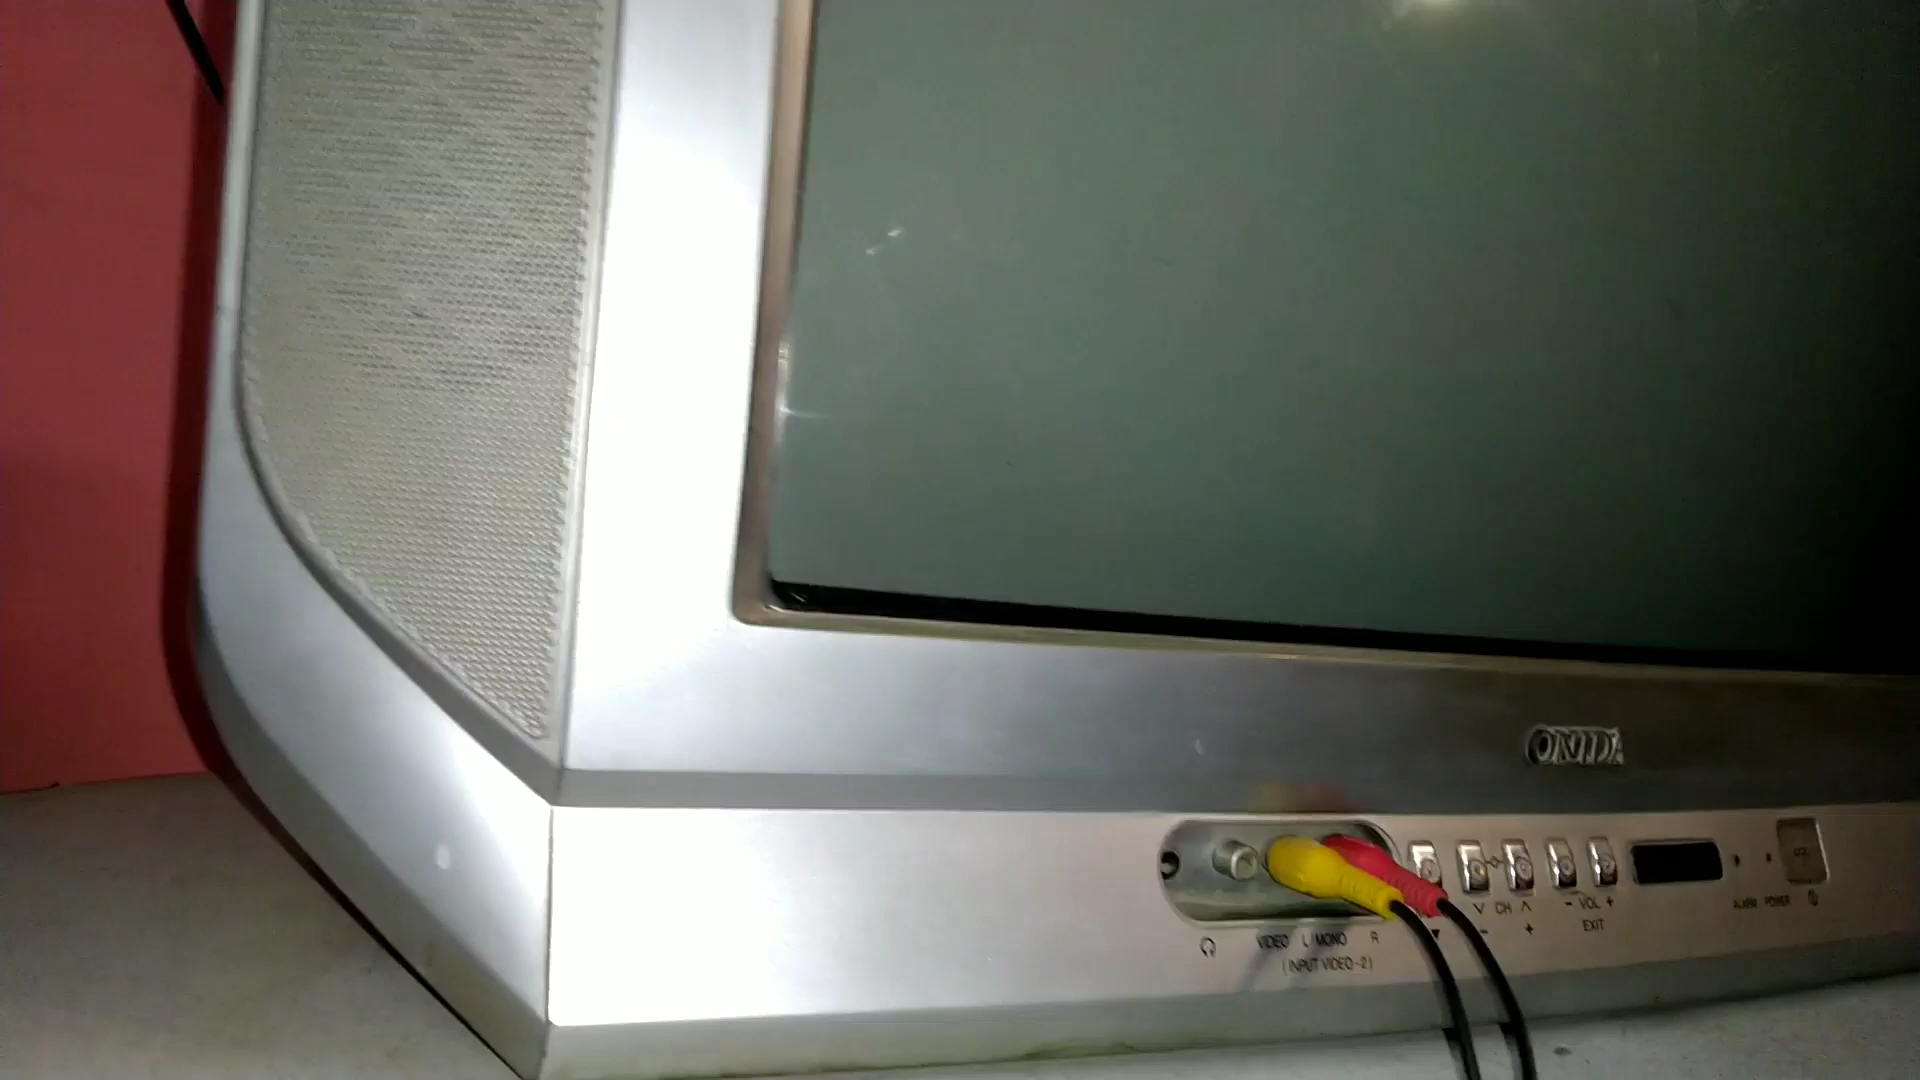 ONIDA
CH
- VOL +
- +
EXIT
ALARM POWER
VIDEO L/MONO R
(INPUT VIDEO-2)